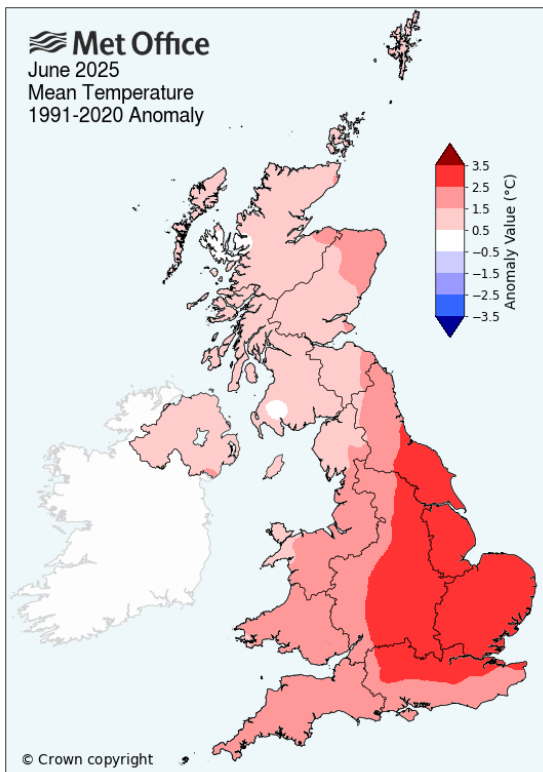 Met Office
June 2025
Mean Temperature
1991-2020 Anomaly
3.5
2.5
1.5
0.5
−0.5
−1.5
−2.5
−3.5
Anomaly Value (°C)
© Crown copyright